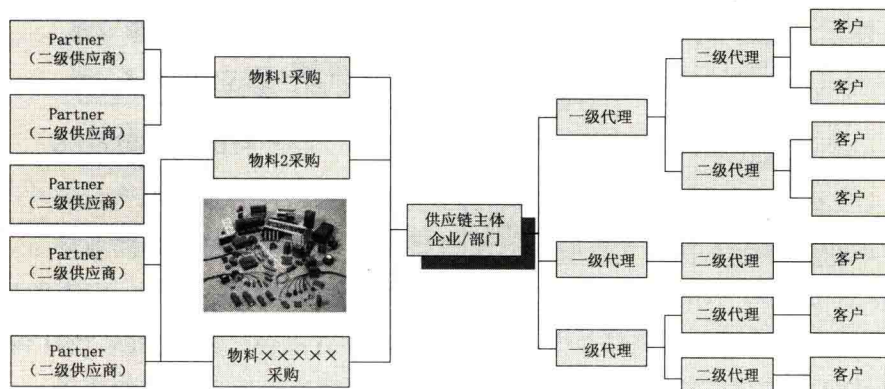 Partner
（二级供应商）
Partner
（二级供应商）
Partner
（二级供应商）
Partner
（二级供应商）
Partner
（二级供应商）
物料1采购
物料2采购
物料×××××
采购
供应链主体
企业/部门
一级代理
一级代理
一级代理
二级代理
二级代理
二级代理
二级代理
二级代理
客户
客户
客户
客户
客户
客户
客户